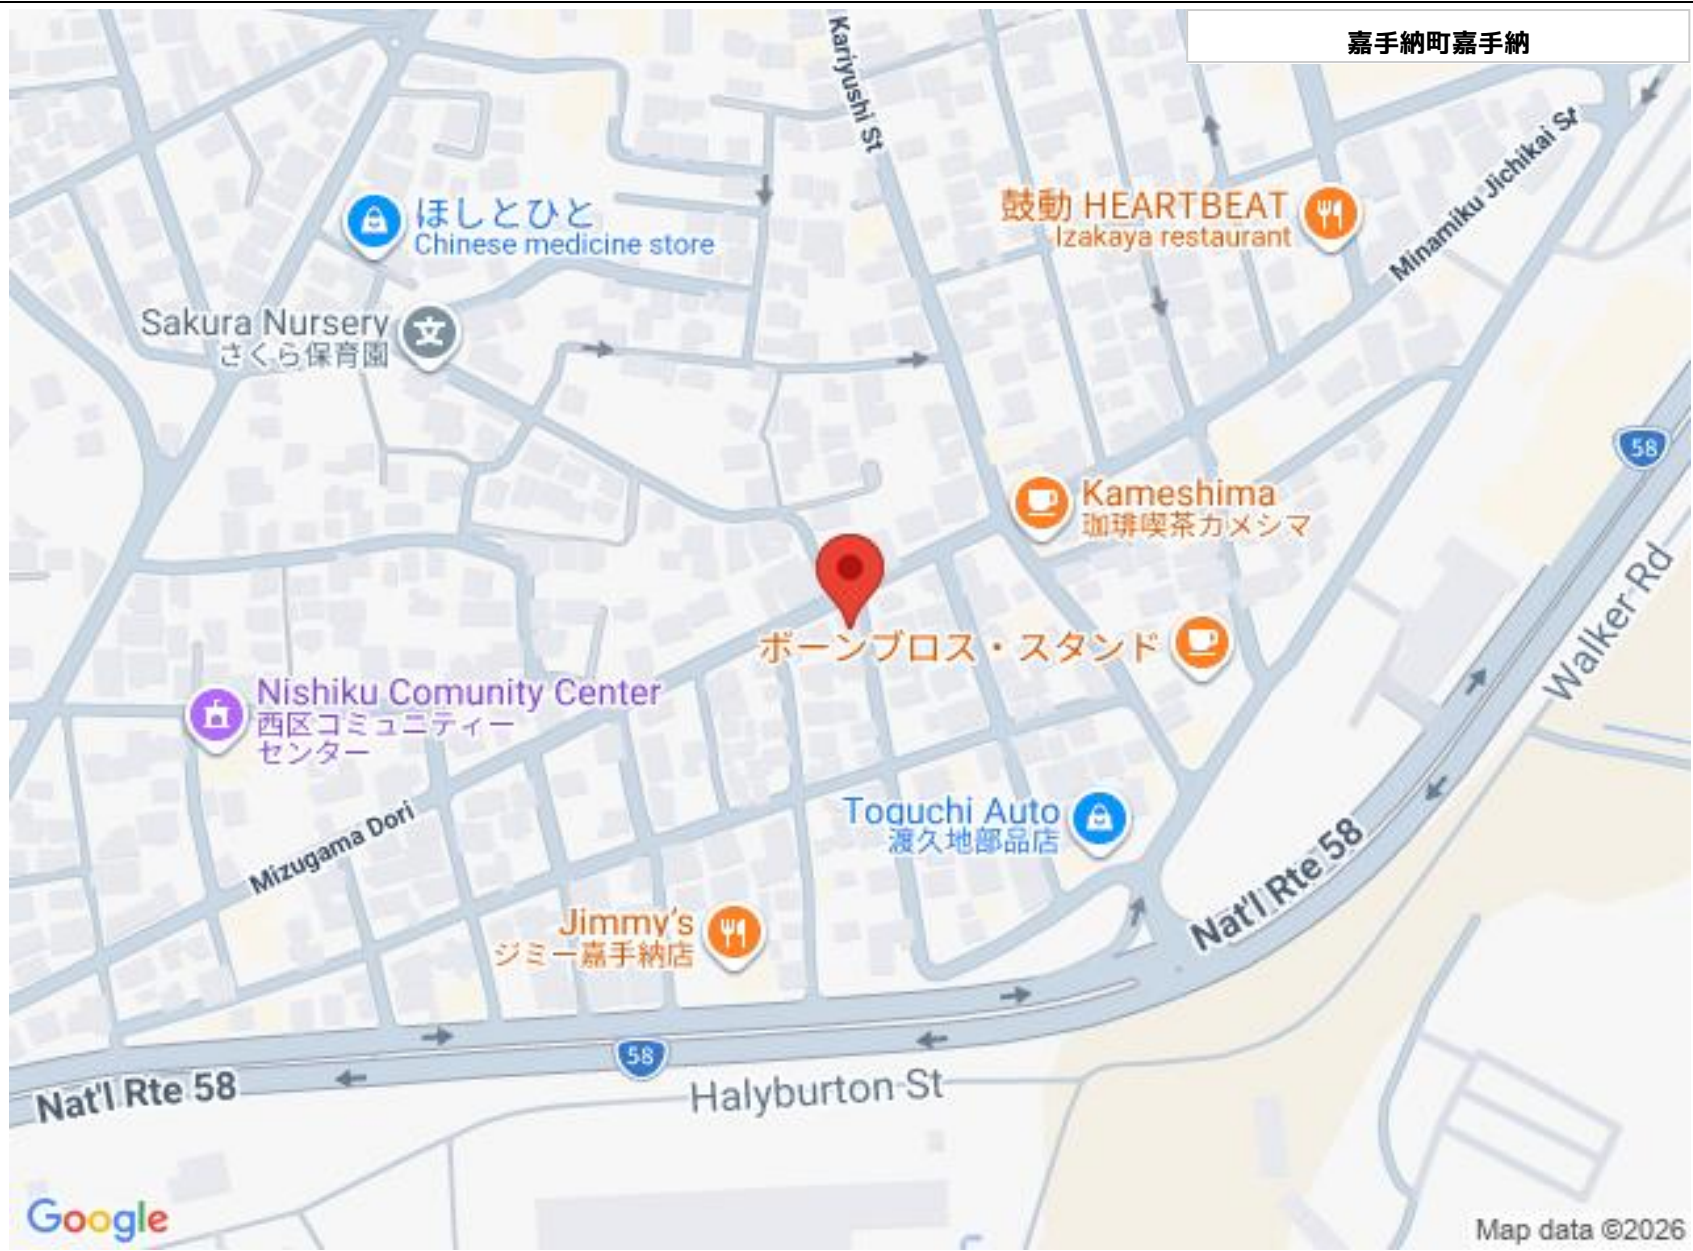 嘉手納町嘉手納
Kariyushi St
Minamiku Jichikai St
ほしとひと
Chinese medicine store
鼓動 HEARTBEAT
Izakaya restaurant
Sakura Nursery
さくら保育園
58
Kameshima
珈琲喫茶カメシマ
Walker Rd
ボーンブロス・スタンド
Nishiku Comunity Center
西区コミュニティー
センター
Mizugama Dori
Toguchi Auto
渡久地部品店
Nat'l Rte 58
Jimmy's
ジミー嘉手納店
58
Nat'l Rte 58
Halyburton St
Google
Map data ©2026